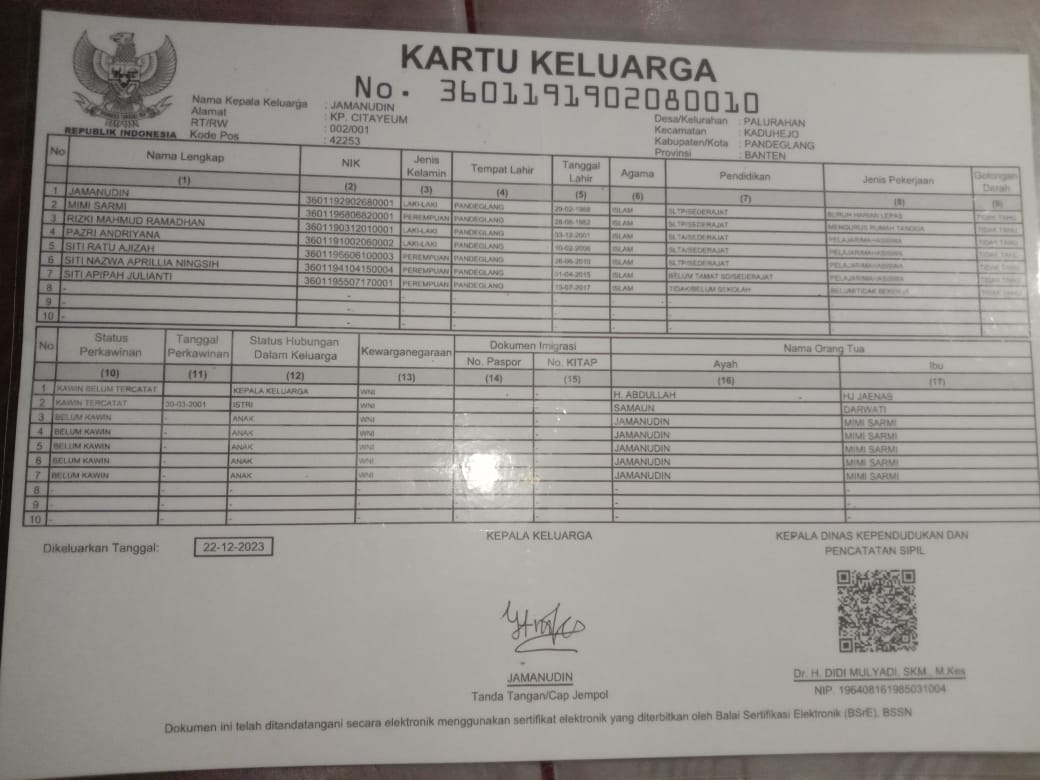 KARTU KELUARGA
No. 3601191902080010
REPUBLIK INDONESIA
Nama Kepala Keluarga : JAMANUDIN
Alamat : KP. CITAYEUM
RT/RW : 002/001
Kode Pos : 42253
Desa/Kelurahan : PALURAHAN
Kecamatan : KADUHEJO
Kabupaten/Kota : PANDEGLANG
Provinsi : BANTEN
No Nama Lengkap NIK Jenis Kelamin Tempat Lahir Tanggal Lahir Agama Pendidikan Jenis Pekerjaan Golongan Darah
(1) (2) (3) (4) (5) (6) (7) (8) (9)
1 JAMANUDIN 3601192902680001 LAKI-LAKI PANDEGLANG 29-02-1968 ISLAM SLTP/SEDERAJAT BURUH HARIAN LEPAS TIDAK TAHU
2 MIMI SARMI 3601196806820001 PEREMPUAN PANDEGLANG 28-06-1982 ISLAM SLTP/SEDERAJAT MENGURUS RUMAH TANGGA TIDAK TAHU
3 RIZKI MAHMUD RAMADHAN 3601190312010001 LAKI-LAKI PANDEGLANG 03-12-2001 ISLAM SLTA/SEDERAJAT PELAJAR/MAHASISWA TIDAK TAHU
4 PAZRI ANDRIYANA 3601191002060002 LAKI-LAKI PANDEGLANG 10-02-2006 ISLAM SLTA/SEDERAJAT PELAJAR/MAHASISWA TIDAK TAHU
5 SITI RATU AJIZAH 3601196606100003 PEREMPUAN PANDEGLANG 26-06-2010 ISLAM SLTP/SEDERAJAT PELAJAR/MAHASISWA TIDAK TAHU
6 SITI NAZWA APRILLIA NINGSIH 3601194104150004 PEREMPUAN PANDEGLANG 01-04-2015 ISLAM BELUM TAMAT SD/SEDERAJAT PELAJAR/MAHASISWA TIDAK TAHU
7 SITI APIPAH JULIANTI 3601195507170001 PEREMPUAN PANDEGLANG 15-07-2017 ISLAM TIDAK/BELUM SEKOLAH BELUM/TIDAK BEKERJA TIDAK TAHU
8 -
9 -
10 -
No Status Perkawinan Tanggal Perkawinan Status Hubungan Dalam Keluarga Kewarganegaraan Dokumen Imigrasi Nama Orang Tua
No. Paspor No. KITAP Ayah Ibu
(10) (11) (12) (13) (14) (15) (16) (17)
1 KAWIN BELUM TERCATAT KEPALA KELUARGA WNI - H. ABDULLAH HJ JAENAS
2 KAWIN TERCATAT 30-03-2001 ISTRI WNI - SAMAUN DARWATI
3 BELUM KAWIN - ANAK WNI - JAMANUDIN MIMI SARMI
4 BELUM KAWIN - ANAK WNI - JAMANUDIN MIMI SARMI
5 BELUM KAWIN - ANAK WNI - JAMANUDIN MIMI SARMI
6 BELUM KAWIN - ANAK WNI - JAMANUDIN MIMI SARMI
7 BELUM KAWIN - ANAK WNI - JAMANUDIN MIMI SARMI
8 - - - - - - -
9 - - - - - - -
10 - - - - - - -
Dikeluarkan Tanggal: 22-12-2023
KEPALA KELUARGA
JAMANUDIN
Tanda Tangan/Cap Jempol
KEPALA DINAS KEPENDUDUKAN DAN
PENCATATAN SIPIL
Dr. H. DIDI MULYADI, SKM., M.Kes
NIP. 196408161985031004
Dokumen ini telah ditandatangani secara elektronik menggunakan sertifikat elektronik yang diterbitkan oleh Balai Sertifikasi Elektronik (BSrE), BSSN